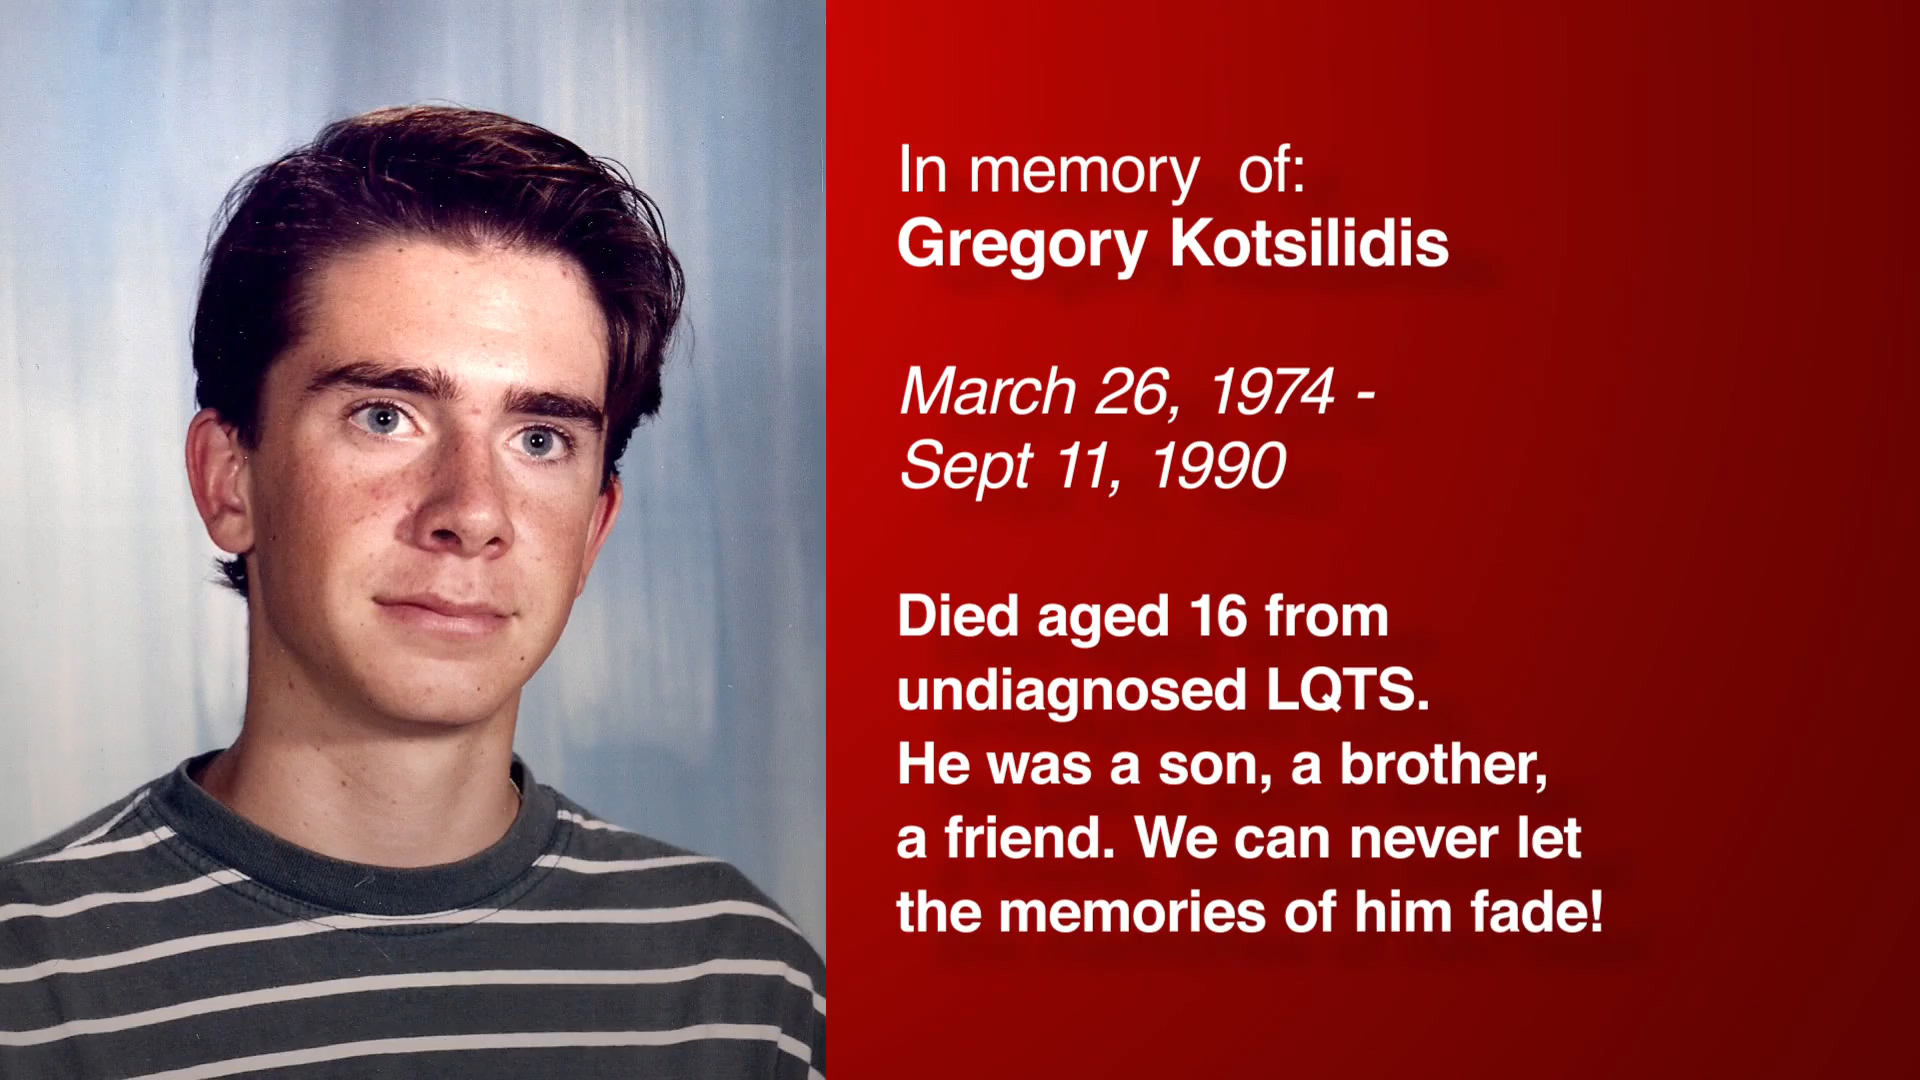 In memory of:
Gregory Kotsilidis
March 26, 1974 -
Sept 11, 1990
Died aged 16 from
undiagnosed LQTS.
He was a son, a brother,
a friend. We can never let
the memories of him fade!